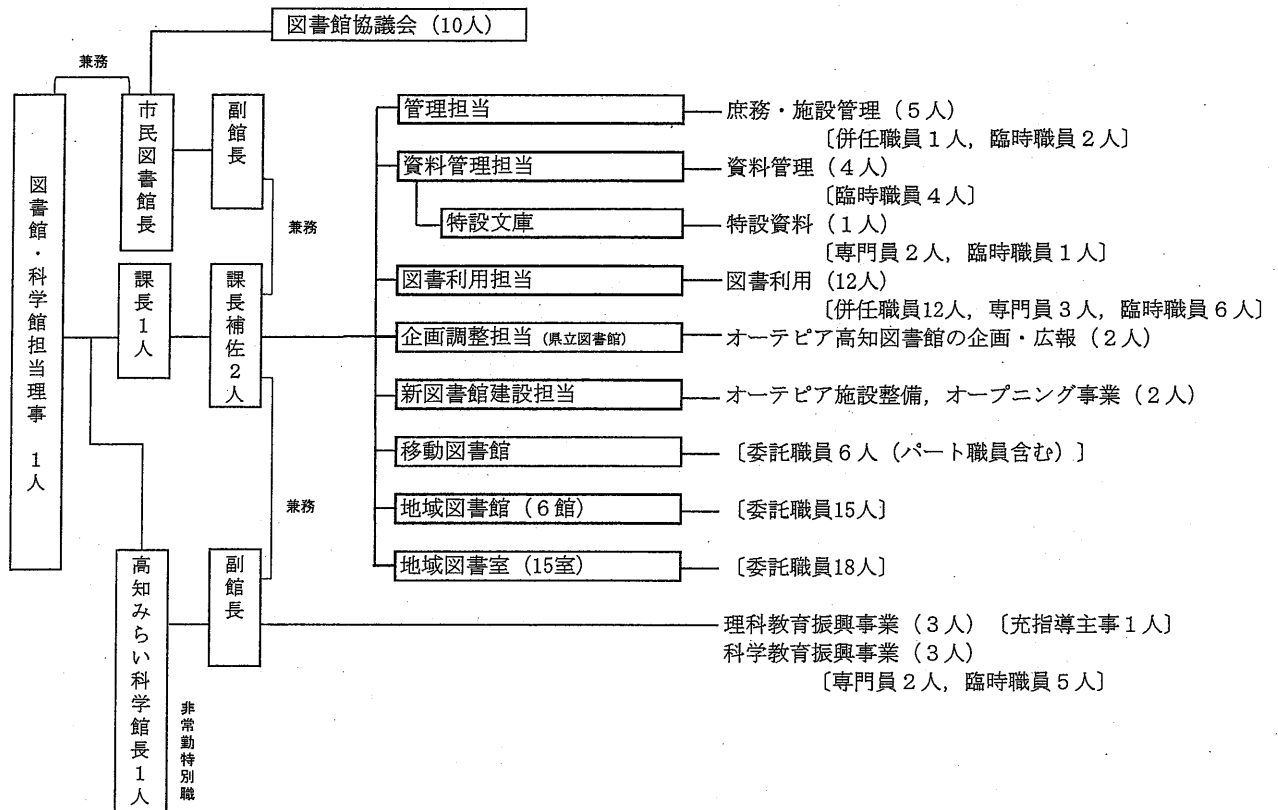 図書館協議会（10人）
兼務
図書館・科学館担当理事　1人
市民図書館長
副館長
兼務
課長1人
課長補佐2人
兼務
高知みらい科学館長1人
非常勤特別職
副館長
管理担当
庶務・施設管理（5人）
〔併任職員1人，臨時職員2人〕
資料管理担当
資料管理（4人）
〔臨時職員4人〕
特設文庫
特設資料（1人）
〔専門員2人，臨時職員1人〕
図書利用担当
図書利用（12人）
〔併任職員12人，専門員3人，臨時職員6人〕
企画調整担当（県立図書館）
オーテピア高知図書館の企画・広報（2人）
新図書館建設担当
オーテピア施設整備，オープニング事業（2人）
移動図書館
〔委託職員6人（パート職員含む）〕
地域図書館（6館）
〔委託職員15人〕
地域図書室（15室）
〔委託職員18人〕
理科教育振興事業（3人）〔充指導主事1人〕
科学教育振興事業（3人）
〔専門員2人，臨時職員5人〕